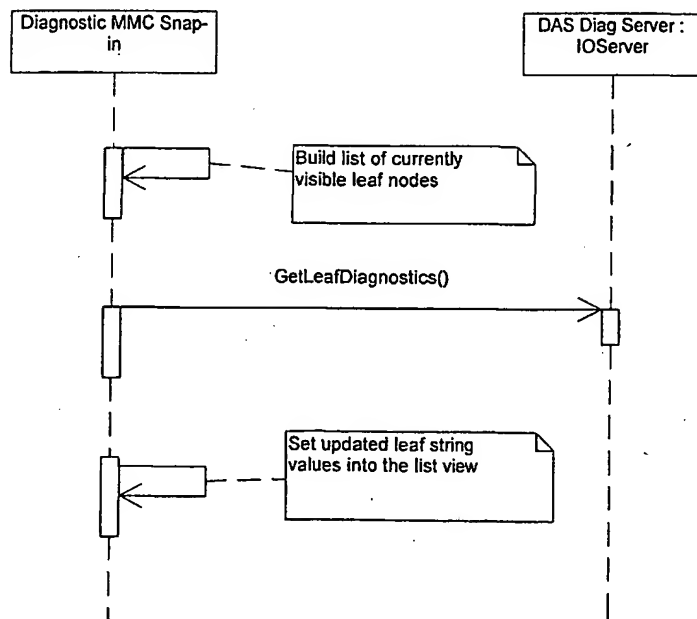 Diagnostic MMC Snap-
in
DAS Diag Server :
IOServer
Build list of currently
visible leaf nodes
GetLeafDiagnostics()
Set updated leaf string
values into the list view